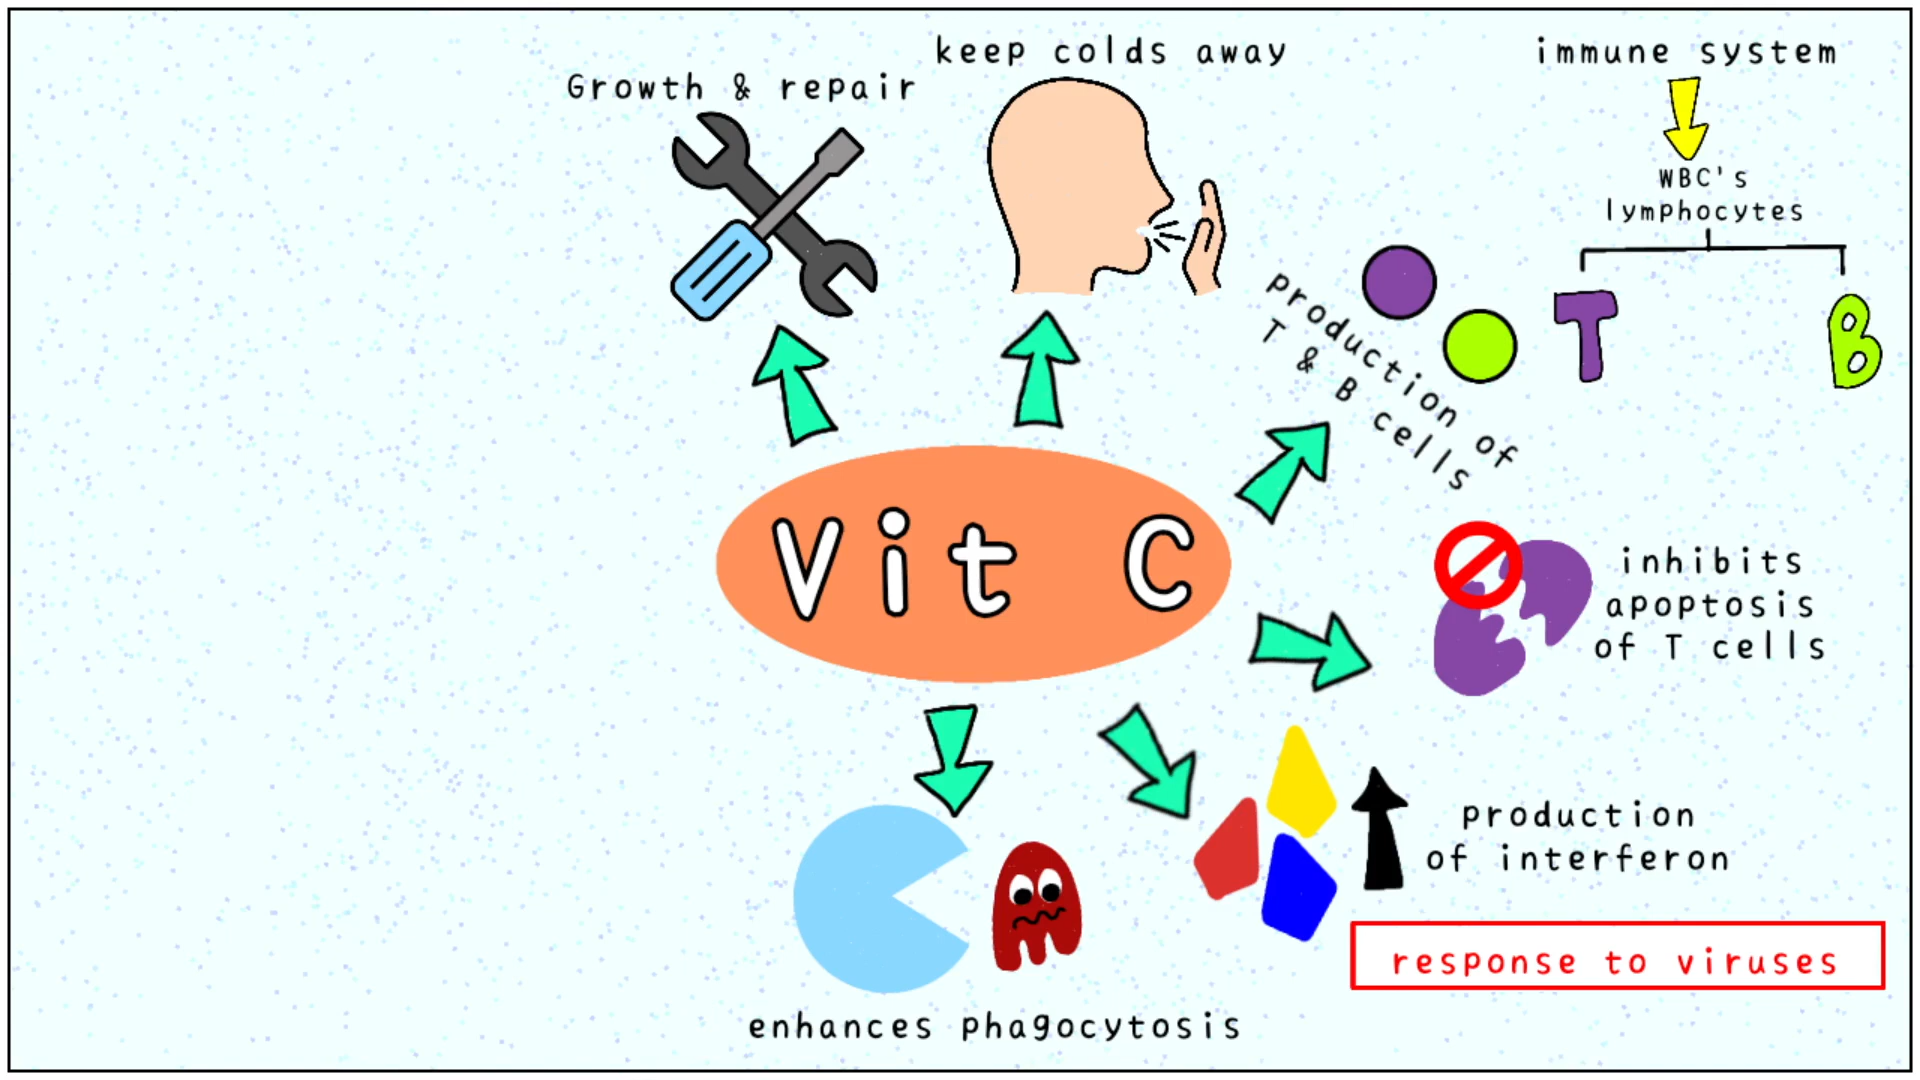 keep colds away
immune system
Growth & repair
WBC's
lymphocytes
production of
T & B cells
T
B
Vit C
inhibits
apoptosis
of T cells
production
of interferon
response to viruses
enhances phagocytosis